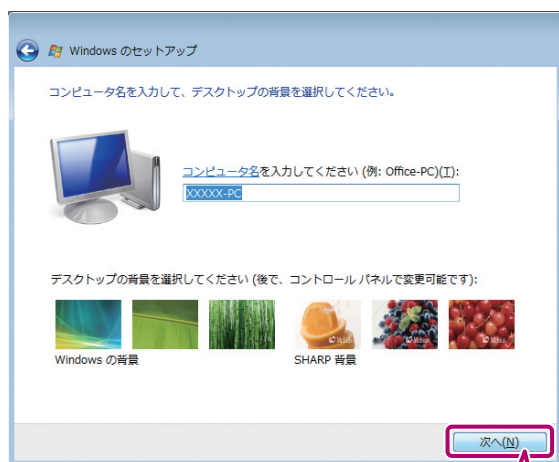 Windows のセットアップ
コンピュータ名を入力して、デスクトップの背景を選択してください。
コンピュータ名を入力してください (例: Office-PC)(T):
XXXXX-PC
デスクトップの背景を選択してください (後で、コントロール パネルで変更可能です):
Mebius
Mebius
Mebius
Windows の背景
SHARP 背景
次へ(N)